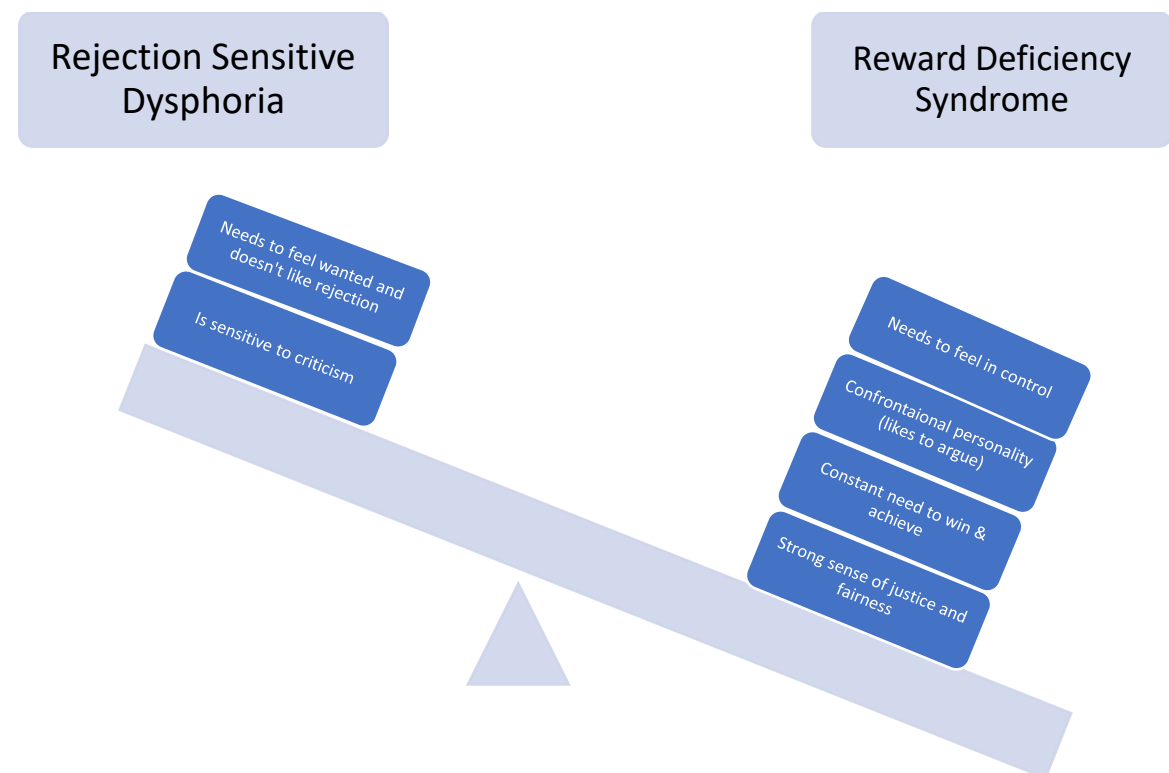 Rejection Sensitive
Dysphoria
Reward Deficiency
Syndrome
Needs to feel wanted and
doesn't like rejection
Is sensitive to criticism
Needs to feel in control
Confrontaional personality
(likes to argue)
Constant need to win &
achieve
Strong sense of justice and
fairness